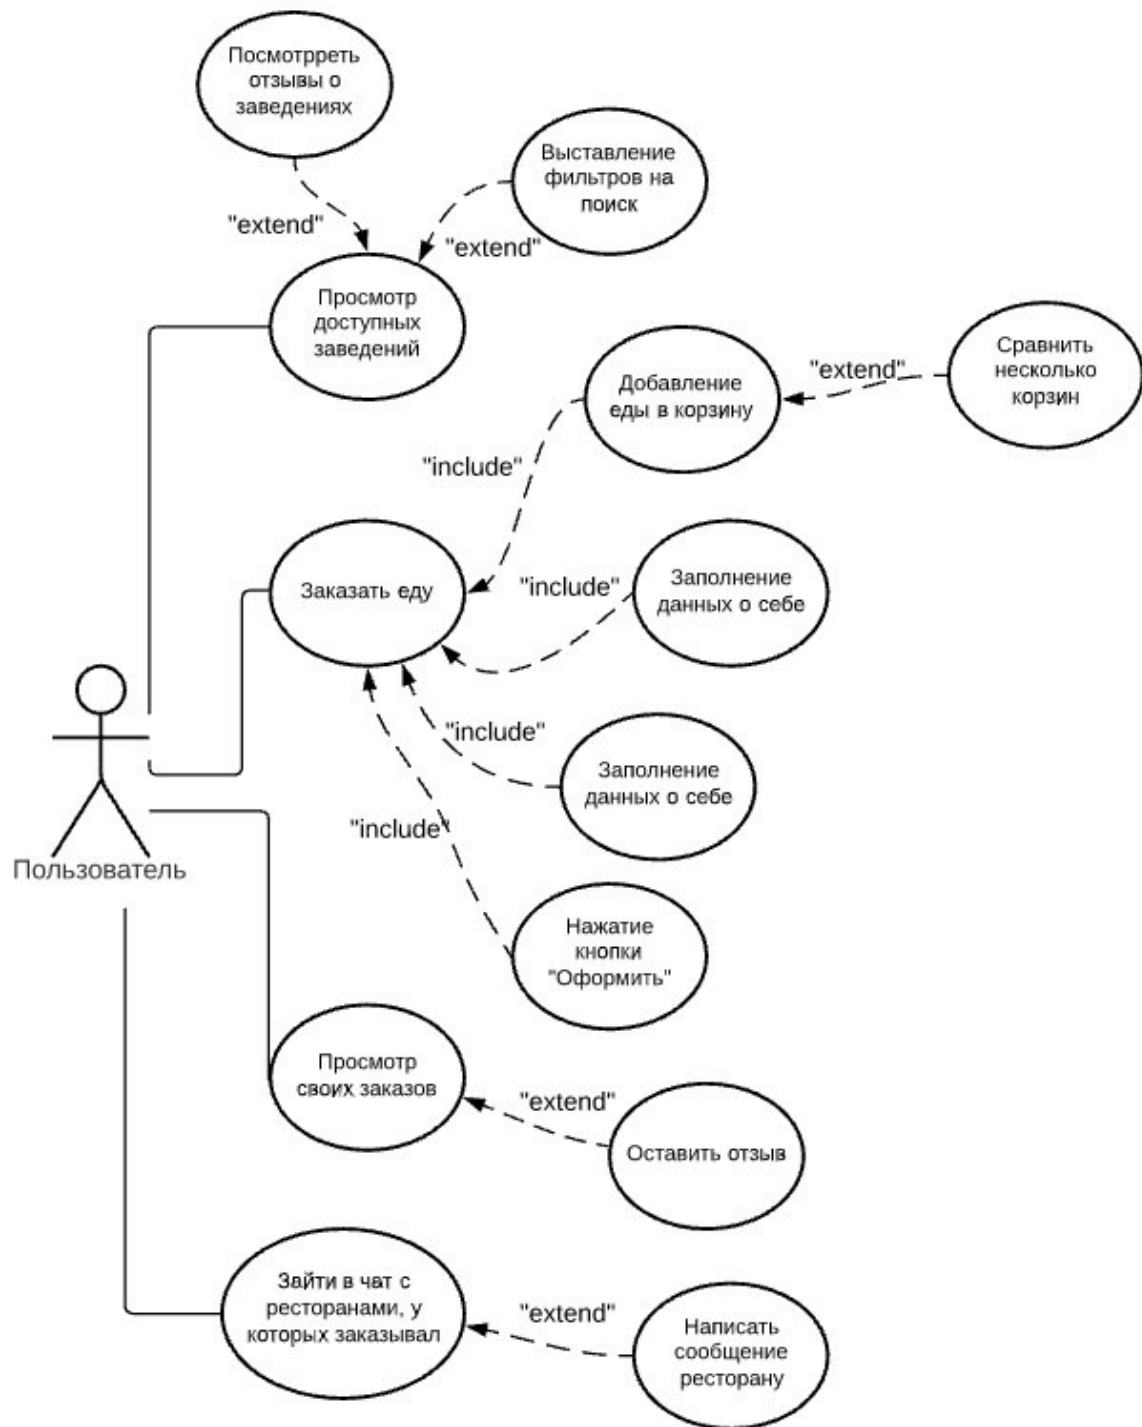 Посмотррeть
отзывы о
заведениях
Выставление
фильтров на
поиск
"extend"
"extend"
Просмотр
доступных
заведений
Добавление
еды в корзину
"extend"
Сравнить
несколько
корзин
"include"
Заказать еду
"include"
Заполнение
данных о себе
"include"
Заполнение
данных о себе
"include"
Пользователь
Нажатие
кнопки
"Оформить"
Просмотр
своих заказов
"extend"
Оставить отзыв
Зайти в чат с
ресторанами, у
которых заказывал
"extend"
Написать
сообщение
ресторану